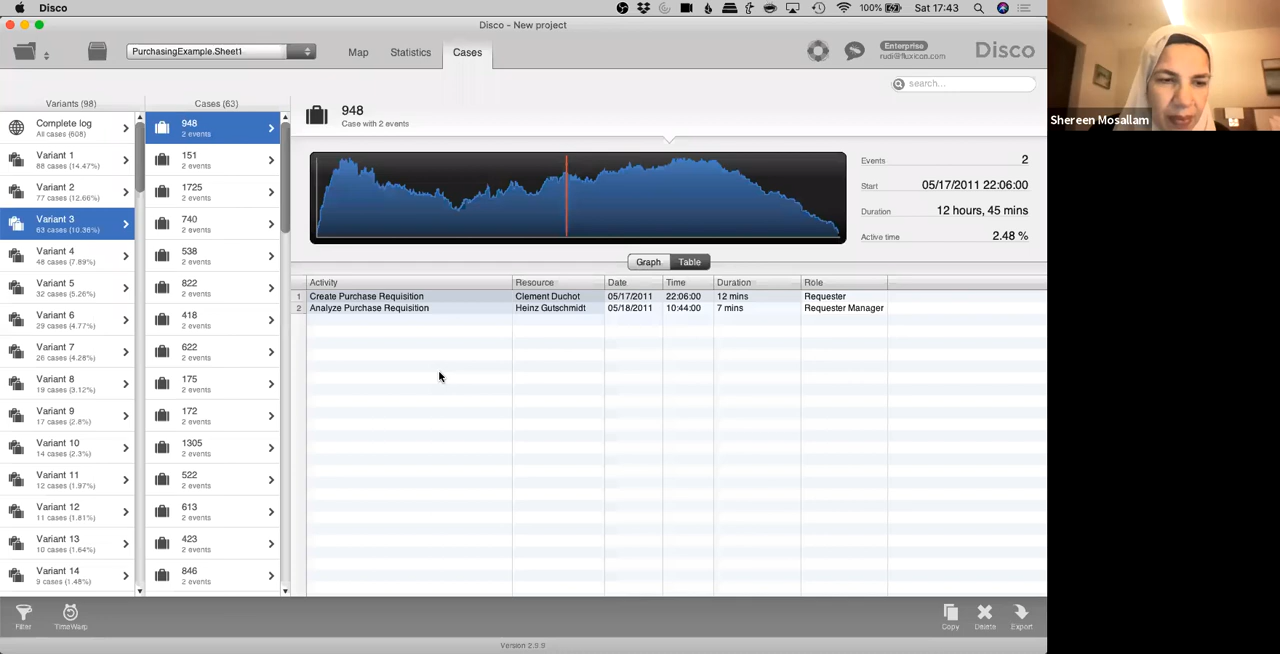 Disco
100%
Sat 17:43
Disco - New project
PurchasingExample.Sheet1
Map
Statistics
Cases
Enterprise
rudi@fluxicon.com
Disco
search...
Variants (98)
Cases (63)
Complete log
All cases (608)
Variant 1
88 cases (14.47%)
Variant 2
77 cases (12.66%)
Variant 3
63 cases (10.36%)
Variant 4
48 cases (7.89%)
Variant 5
32 cases (5.26%)
Variant 6
29 cases (4.77%)
Variant 7
26 cases (4.28%)
Variant 8
19 cases (3.12%)
Variant 9
17 cases (2.8%)
Variant 10
14 cases (2.3%)
Variant 11
12 cases (1.97%)
Variant 12
11 cases (1.81%)
Variant 13
10 cases (1.64%)
Variant 14
9 cases (1.48%)
948
2 events
151
2 events
1725
2 events
740
2 events
538
2 events
822
2 events
418
2 events
622
2 events
175
2 events
172
2 events
1305
2 events
522
2 events
613
2 events
423
2 events
846
2 events
948
Case with 2 events
Events 2
Start 05/17/2011 22:06:00
Duration 12 hours, 45 mins
Active time 2.48 %
Graph
Table
Activity Resource Date Time Duration Role
1 Create Purchase Requisition Clement Duchot 05/17/2011 22:06:00 12 mins Requester
2 Analyze Purchase Requisition Heinz Gutschmidt 05/18/2011 10:44:00 7 mins Requester Manager
Filter
TimeWarp
Copy
Delete
Export
Version 2.9.9
Shereen Mosallam